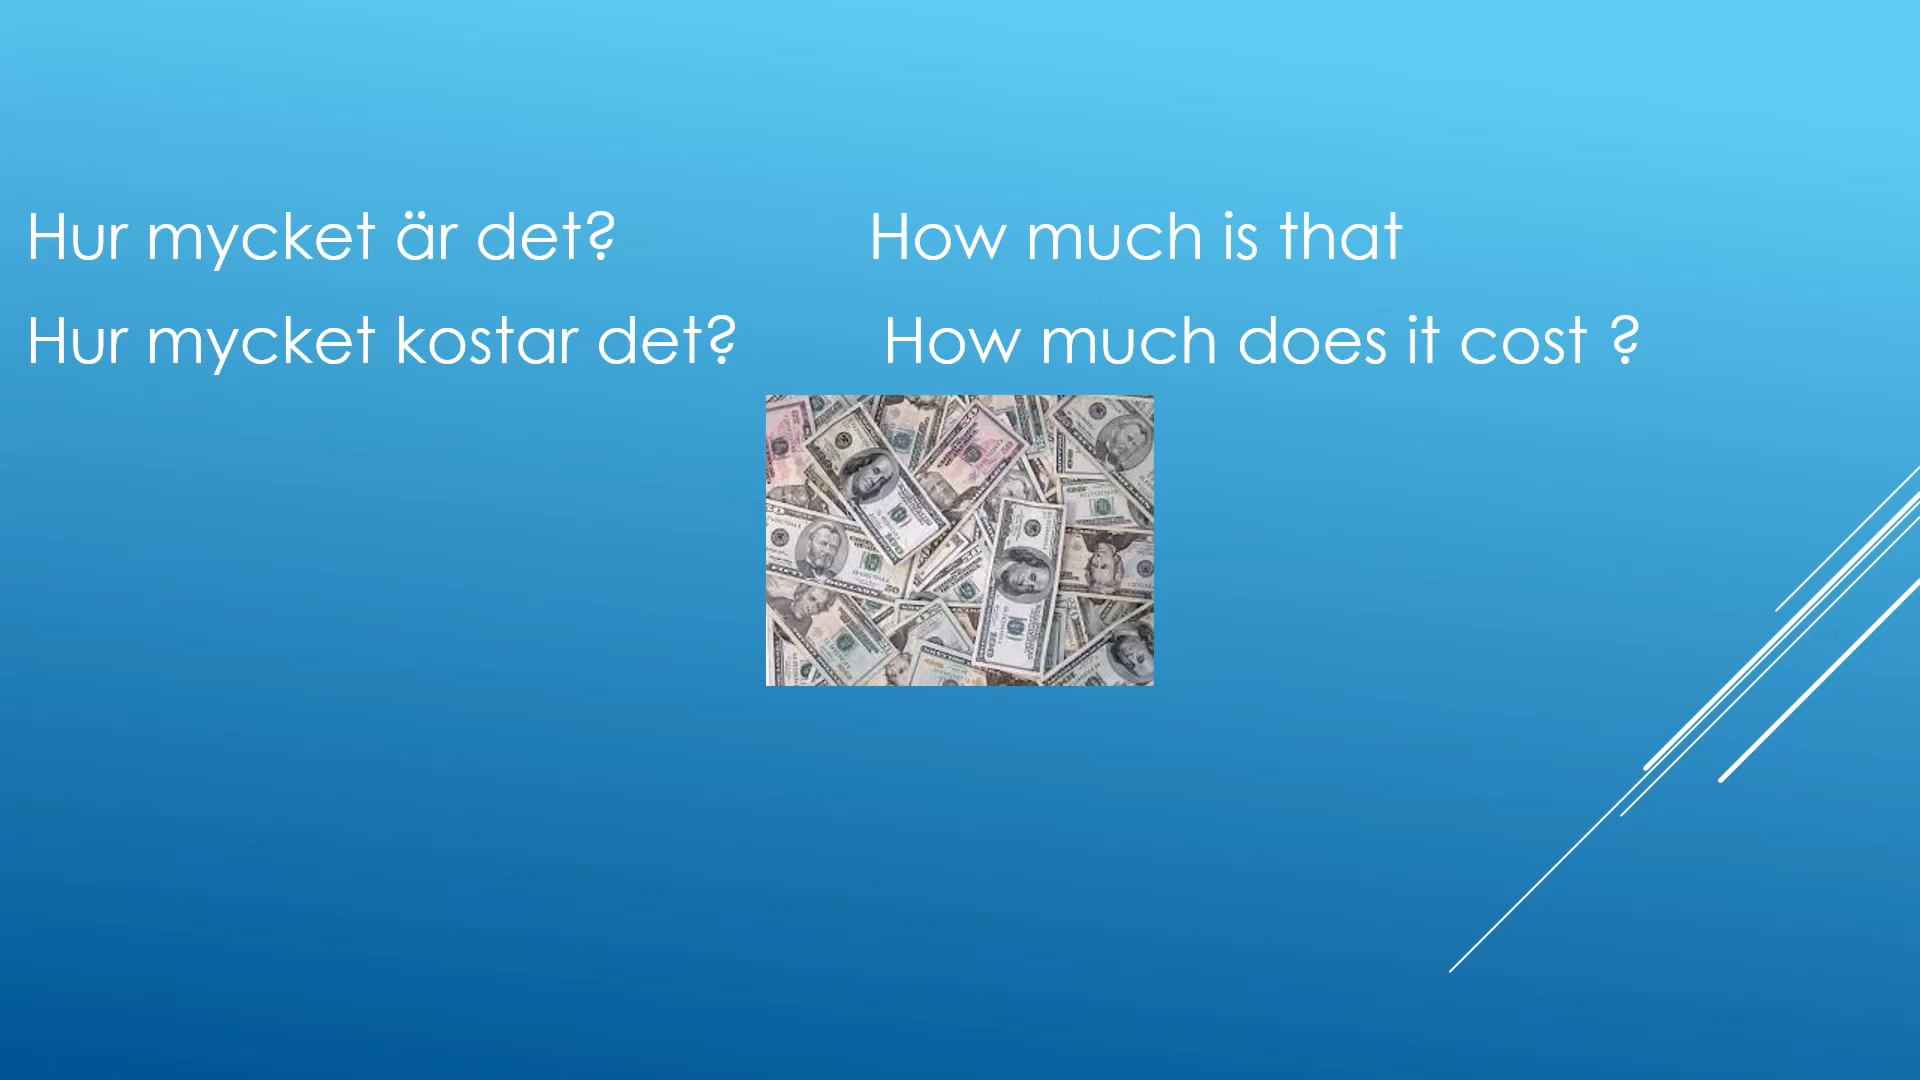 Hur mycket är det? How much is that
Hur mycket kostar det? How much does it cost ?